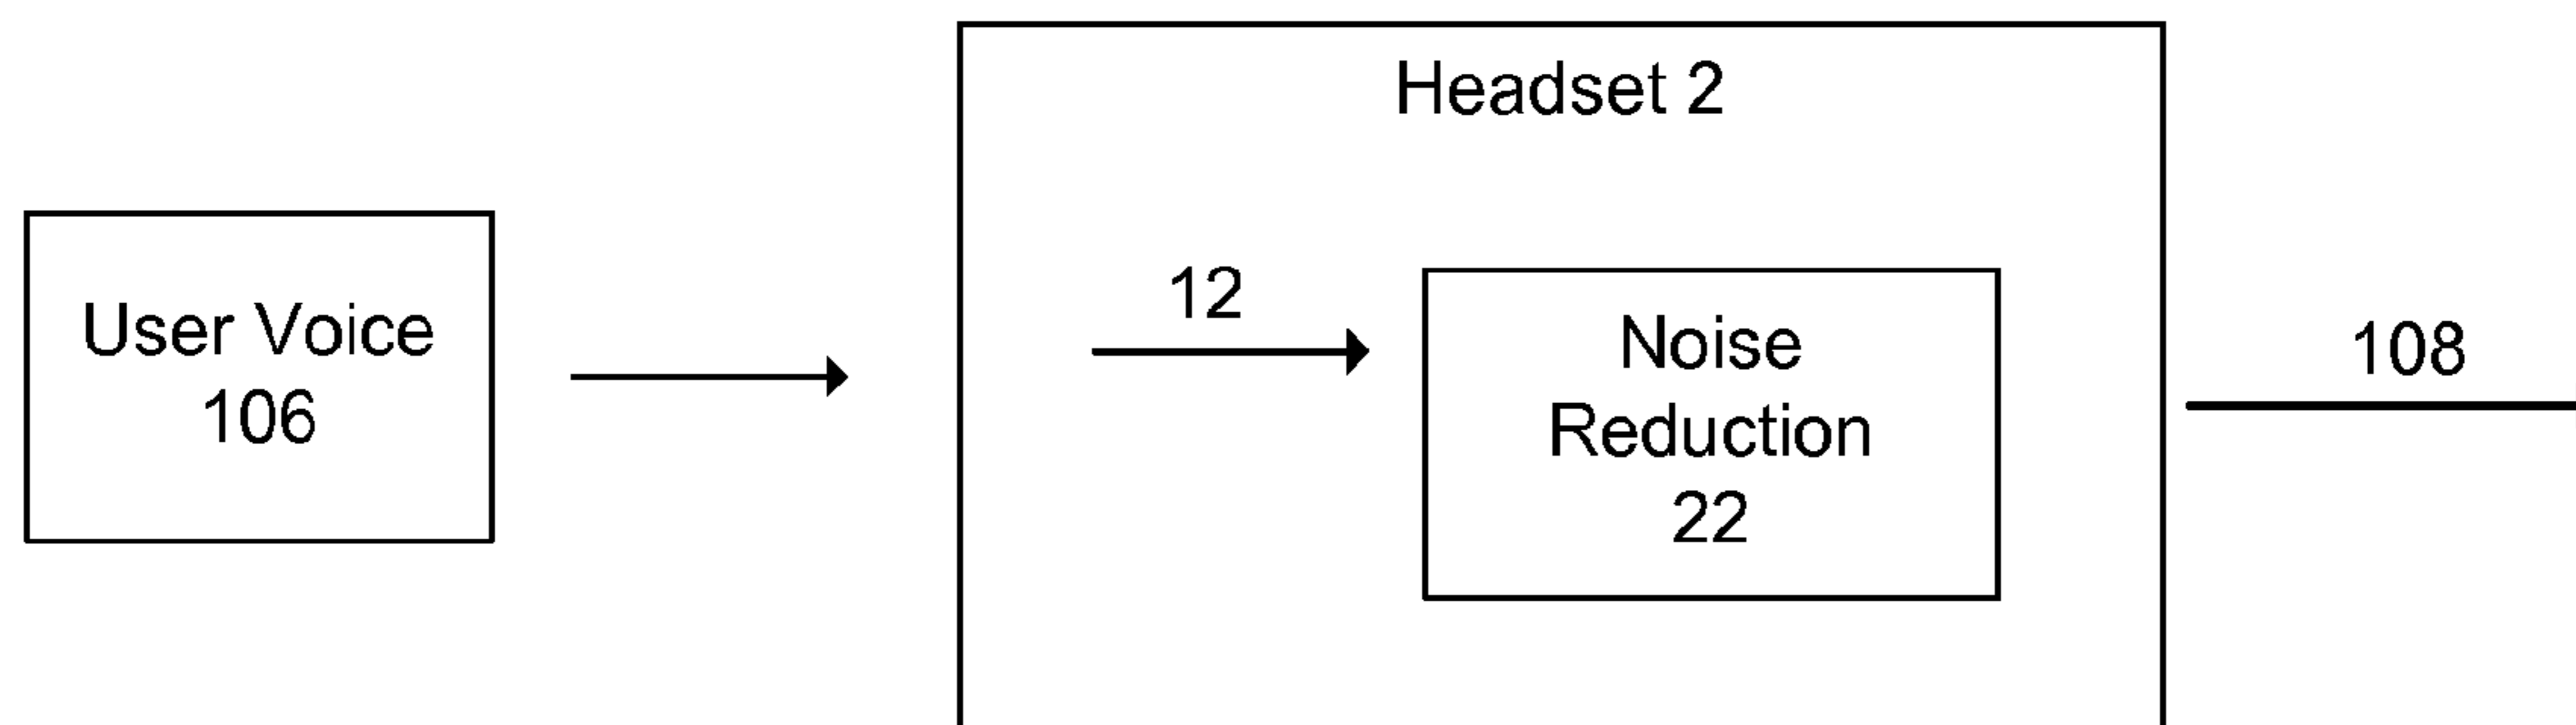 Headset 2
User Voice
106
12
Noise
Reduction
22
108